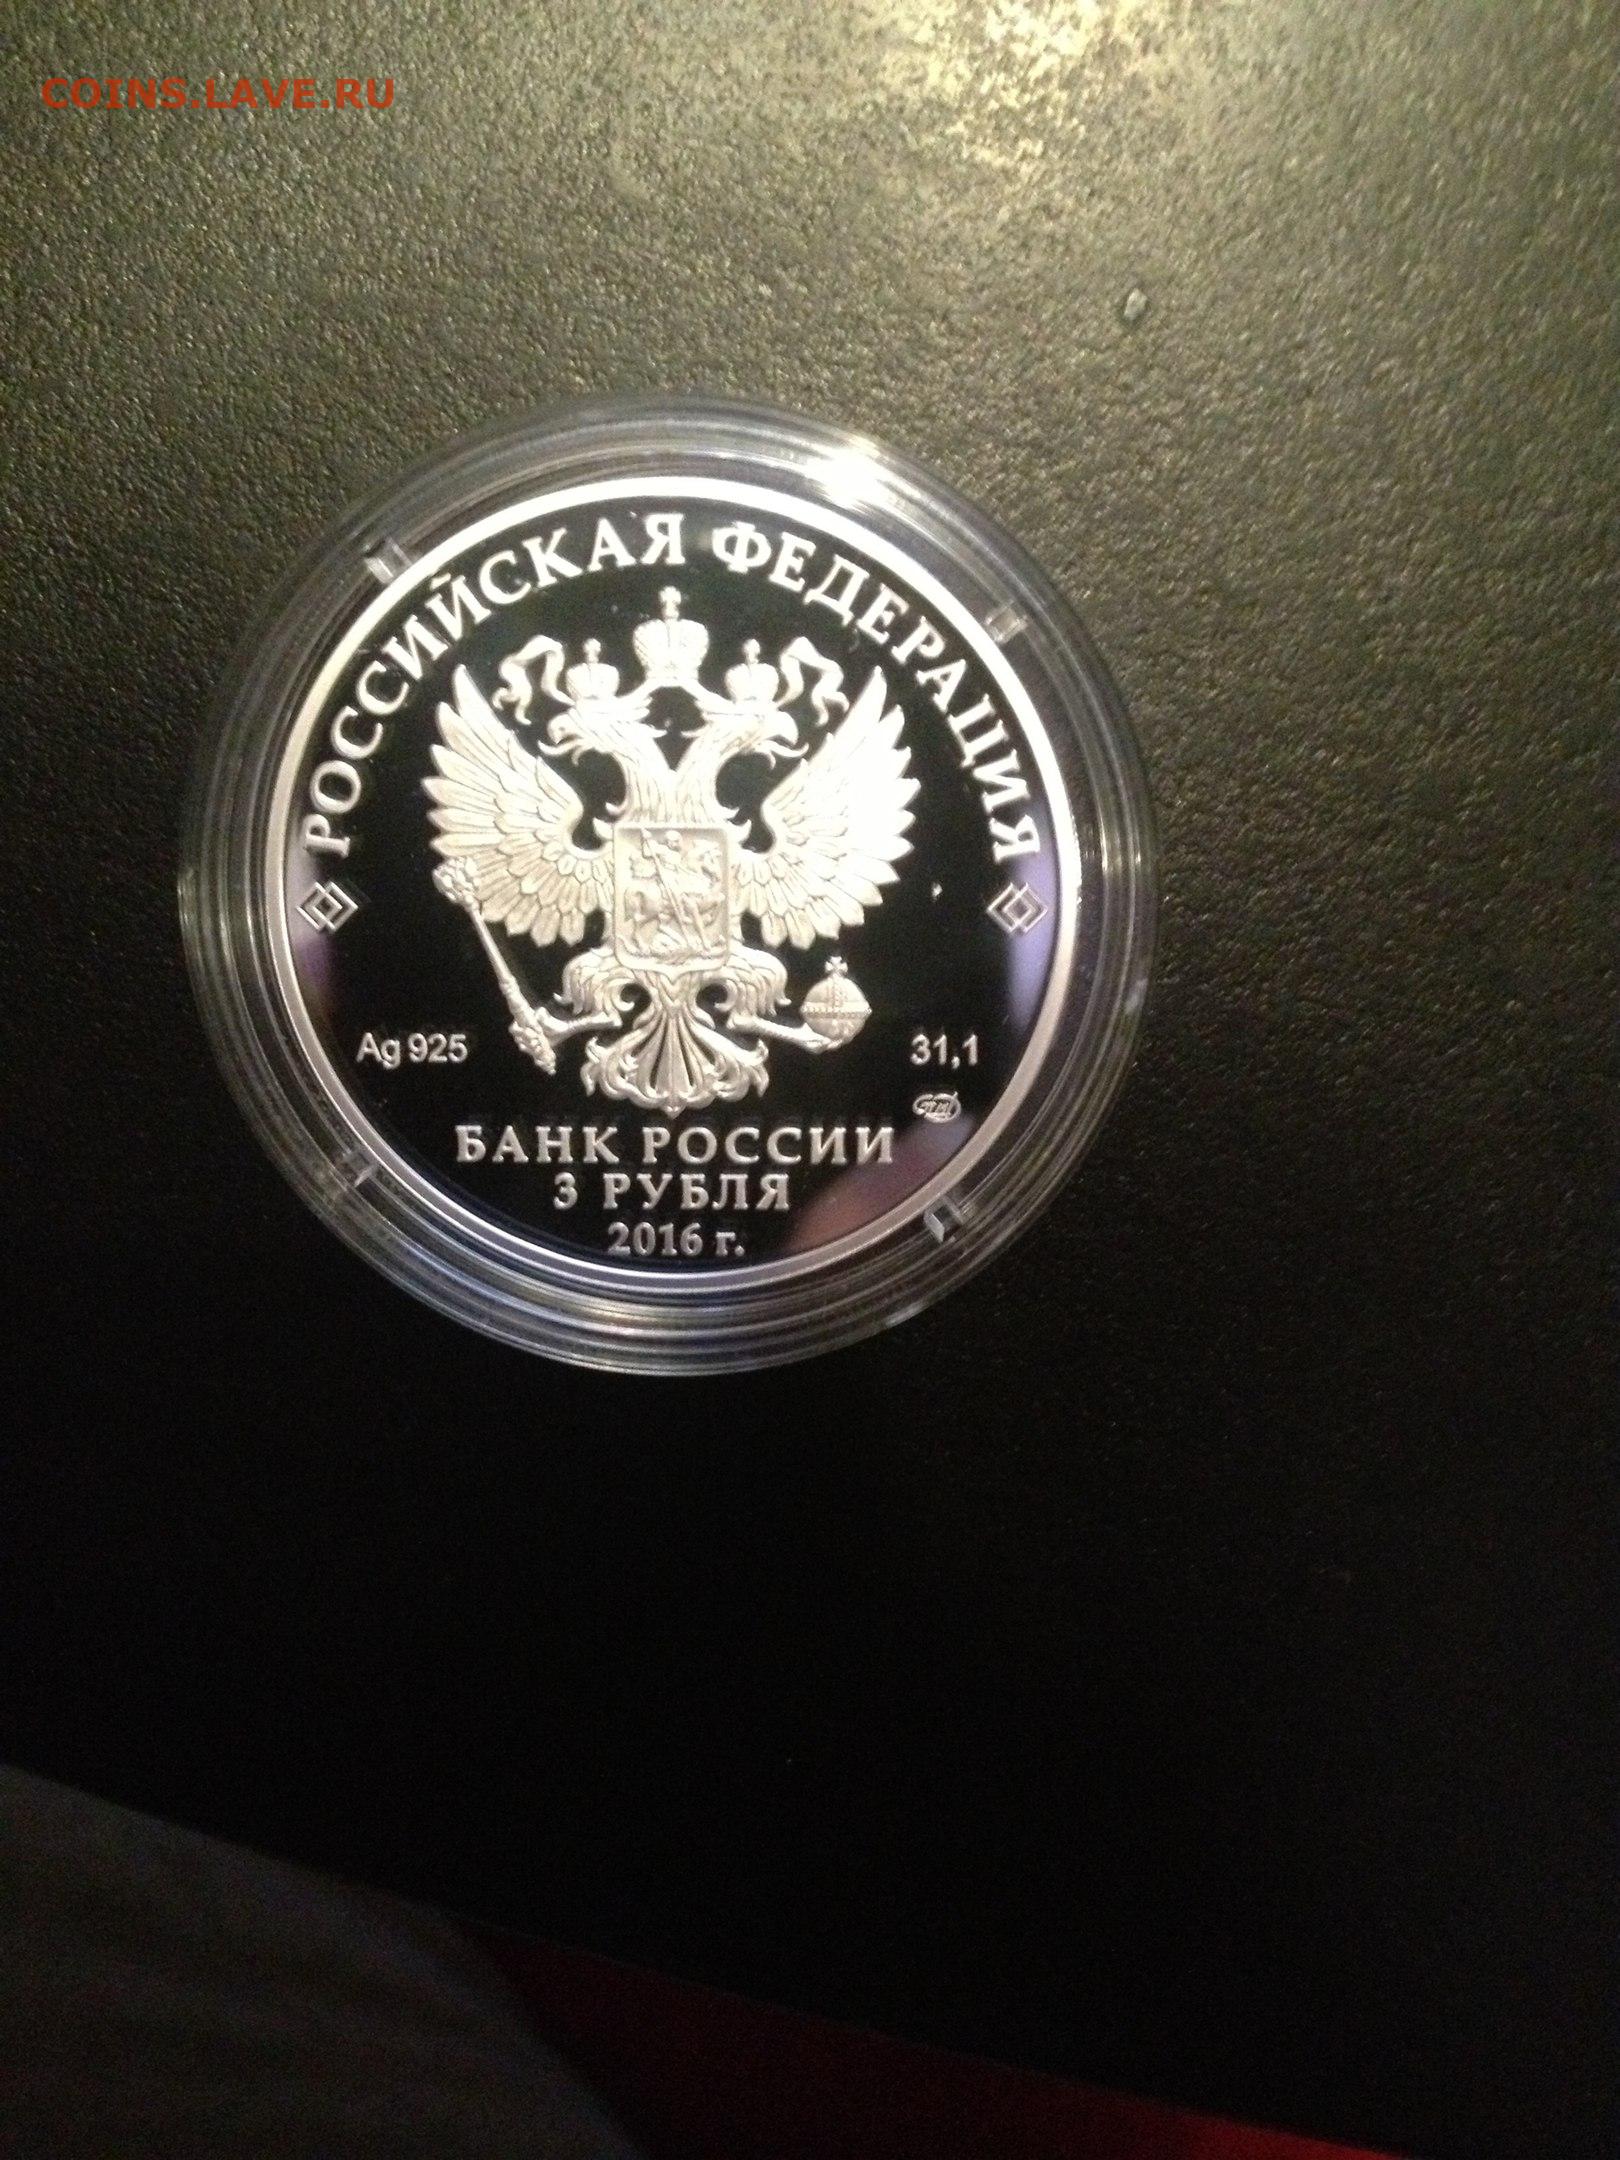 COINS.LAVE.RU
РОССИЙСКАЯ ФЕДЕРАЦИЯ
Ag 925
31,1
БАНК РОССИИ
3 РУБЛЯ
2016 г.